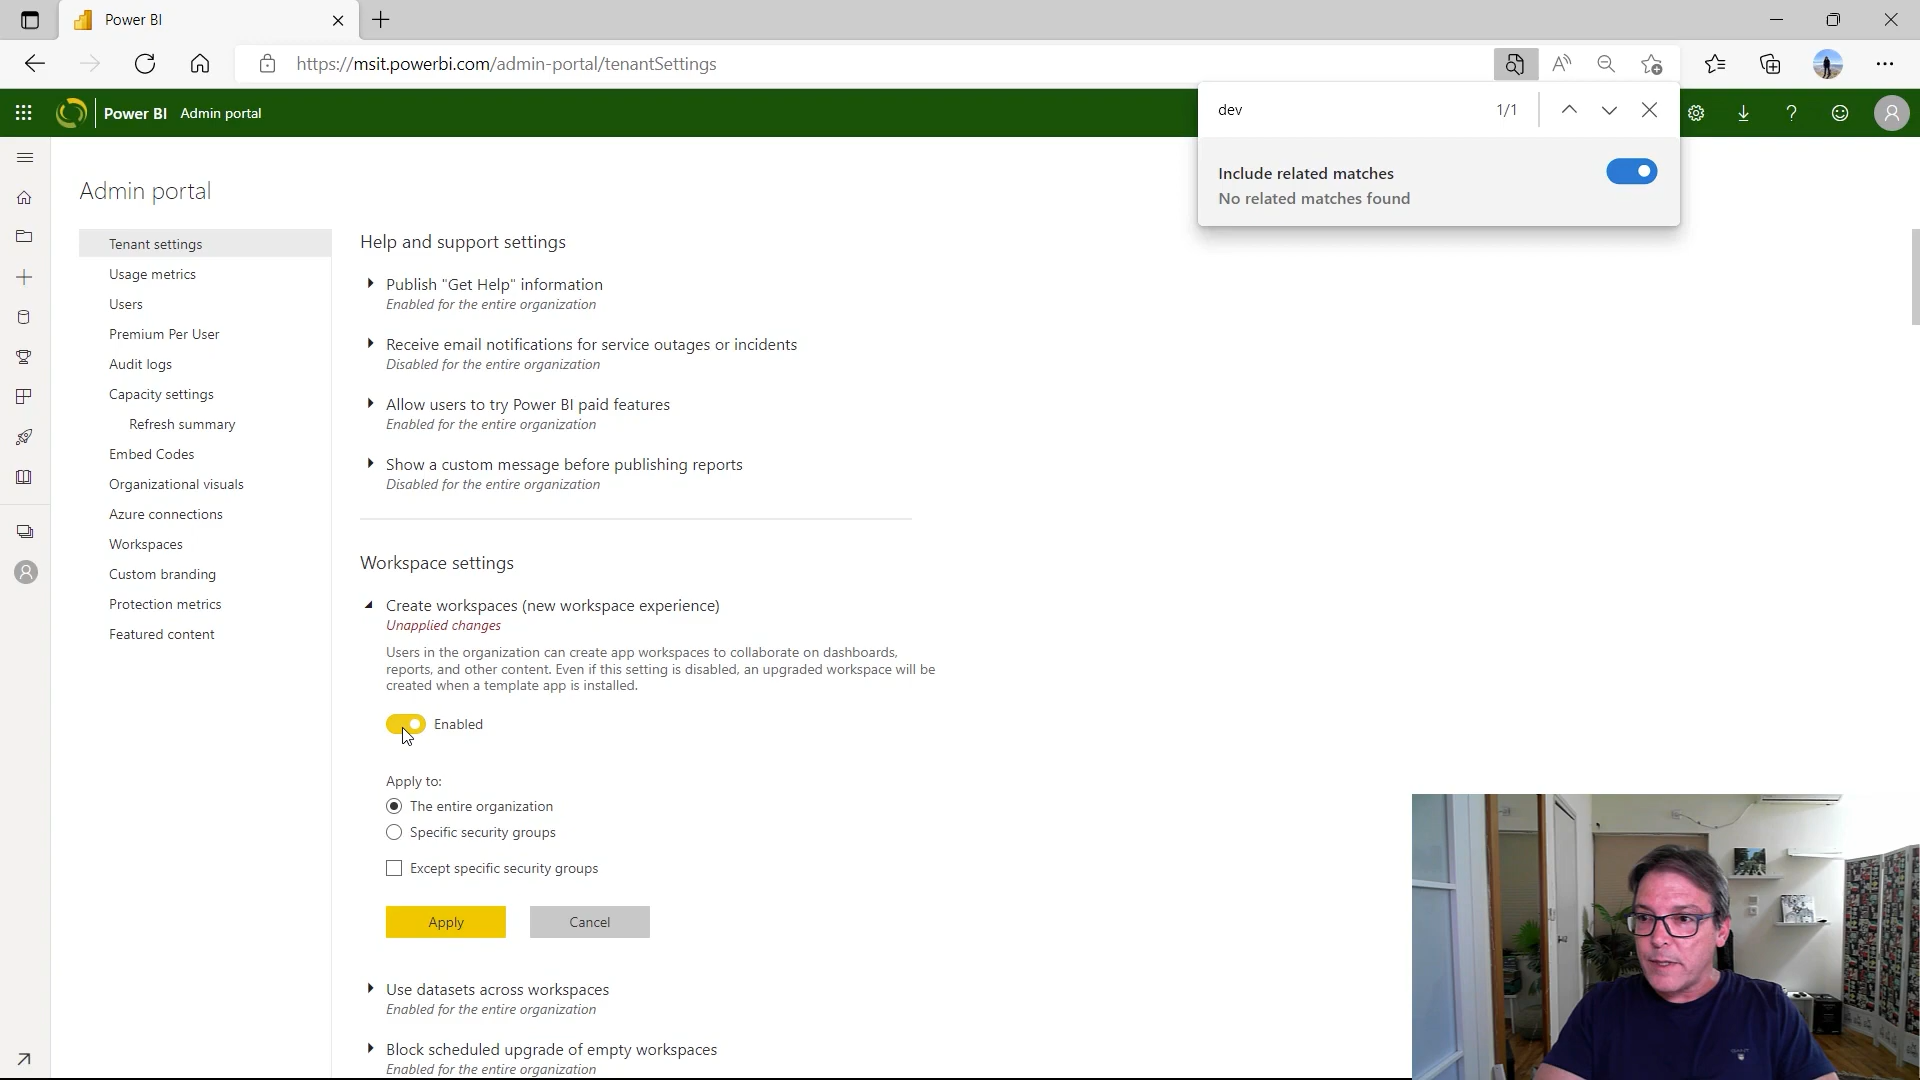 Power BI
https://msit.powerbi.com/admin-portal/tenantSettings
Power BI Admin portal
dev 1/1
Include related matches
No related matches found
Admin portal
Tenant settings
Usage metrics
Users
Premium Per User
Audit logs
Capacity settings
Refresh summary
Embed Codes
Organizational visuals
Azure connections
Workspaces
Custom branding
Protection metrics
Featured content
Help and support settings
Publish "Get Help" information
Enabled for the entire organization
Receive email notifications for service outages or incidents
Disabled for the entire organization
Allow users to try Power BI paid features
Enabled for the entire organization
Show a custom message before publishing reports
Disabled for the entire organization
Workspace settings
Create workspaces (new workspace experience)
Unapplied changes
Users in the organization can create app workspaces to collaborate on dashboards,
reports, and other content. Even if this setting is disabled, an upgraded workspace will be
created when a template app is installed.
Enabled
Apply to:
The entire organization
Specific security groups
Except specific security groups
Apply Cancel
Use datasets across workspaces
Enabled for the entire organization
Block scheduled upgrade of empty workspaces
Enabled for the entire organization